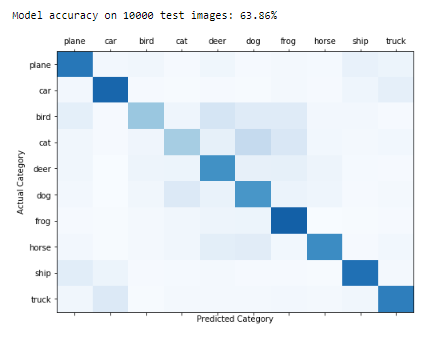 Model accuracy on 10000 test images: 63.86%
plane car bird cat deer dog frog horse ship truck
plane
car
bird
cat
deer
dog
frog
horse
ship
truck
Actual Category
Predicted Category